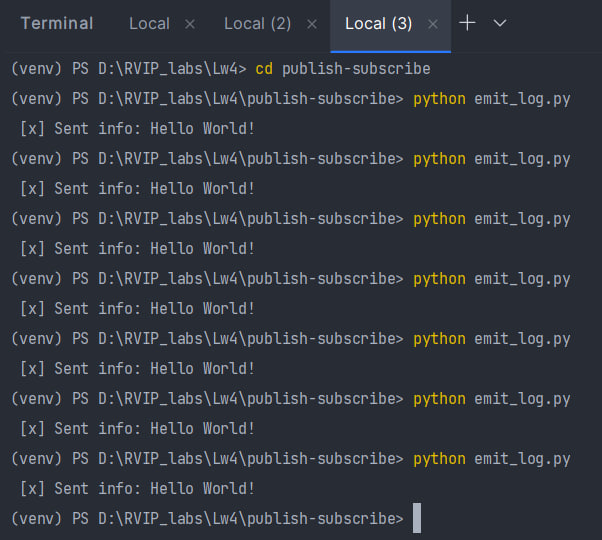 Terminal Local × Local (2) × Local (3) ×
(venv) PS D:\RVIP_labs\Lw4> cd publish-subscribe
(venv) PS D:\RVIP_labs\Lw4\publish-subscribe> python emit_log.py
 [x] Sent info: Hello World!
(venv) PS D:\RVIP_labs\Lw4\publish-subscribe> python emit_log.py
 [x] Sent info: Hello World!
(venv) PS D:\RVIP_labs\Lw4\publish-subscribe> python emit_log.py
 [x] Sent info: Hello World!
(venv) PS D:\RVIP_labs\Lw4\publish-subscribe> python emit_log.py
 [x] Sent info: Hello World!
(venv) PS D:\RVIP_labs\Lw4\publish-subscribe> python emit_log.py
 [x] Sent info: Hello World!
(venv) PS D:\RVIP_labs\Lw4\publish-subscribe> python emit_log.py
 [x] Sent info: Hello World!
(venv) PS D:\RVIP_labs\Lw4\publish-subscribe> python emit_log.py
 [x] Sent info: Hello World!
(venv) PS D:\RVIP_labs\Lw4\publish-subscribe>